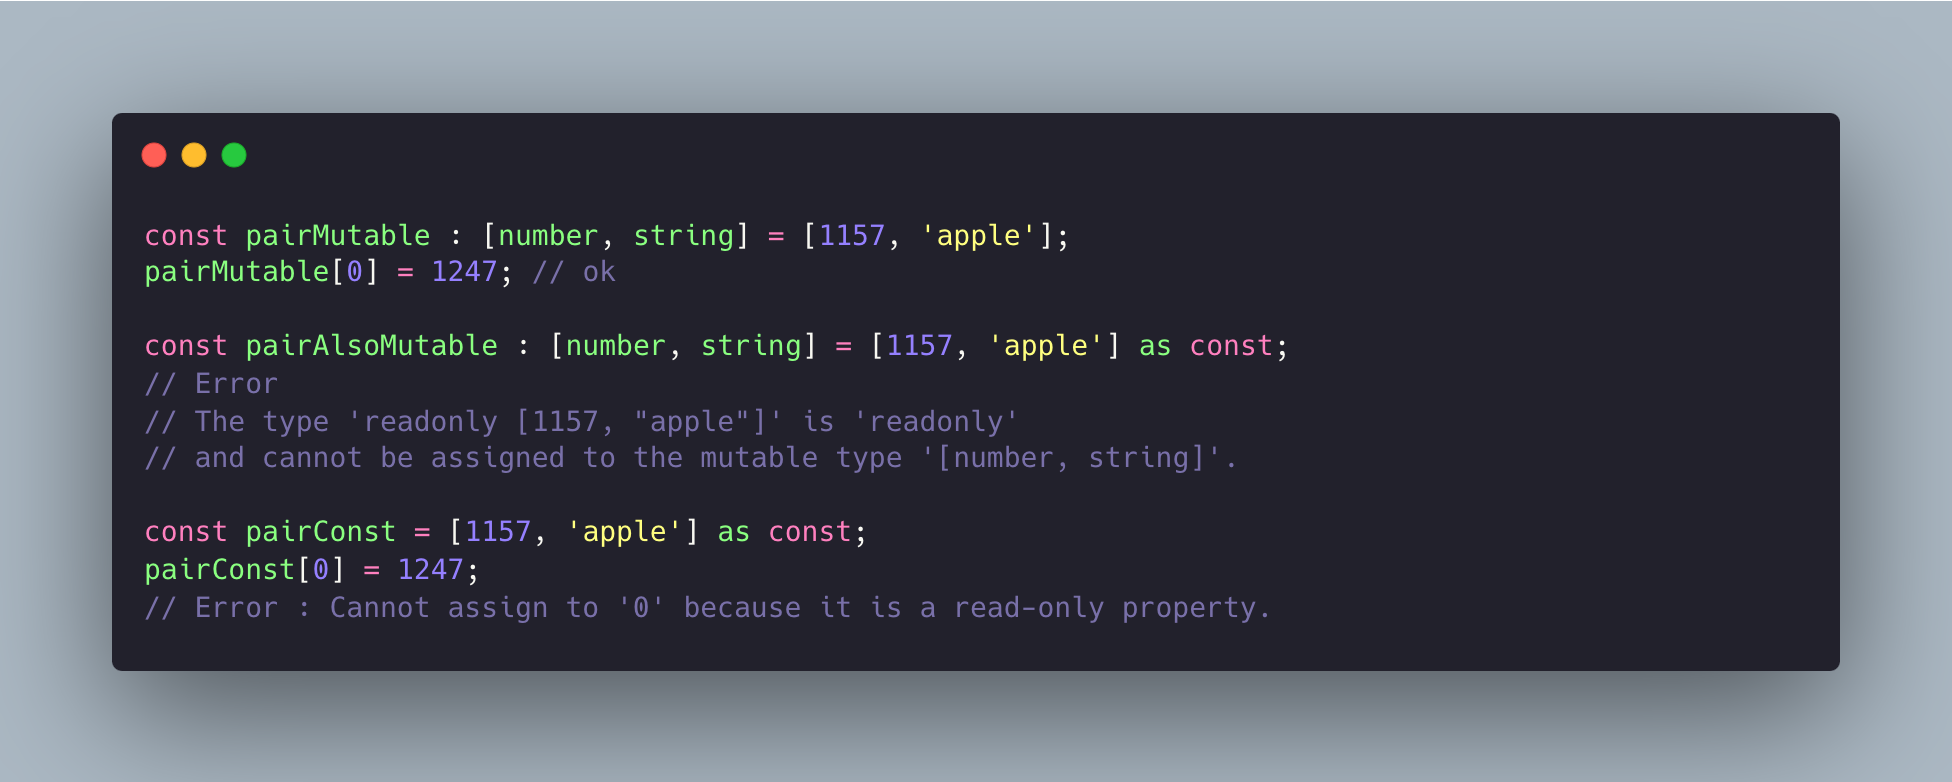 const pairMutable : [number, string] = [1157, 'apple'];
pairMutable[0] = 1247; // ok
const pairAlsoMutable : [number, string] = [1157, 'apple'] as const;
// Error
// The type 'readonly [1157, "apple"]' is 'readonly'
// and cannot be assigned to the mutable type '[number, string]'.
const pairConst = [1157, 'apple'] as const;
pairConst[0] = 1247;
// Error : Cannot assign to '0' because it is a read-only property.